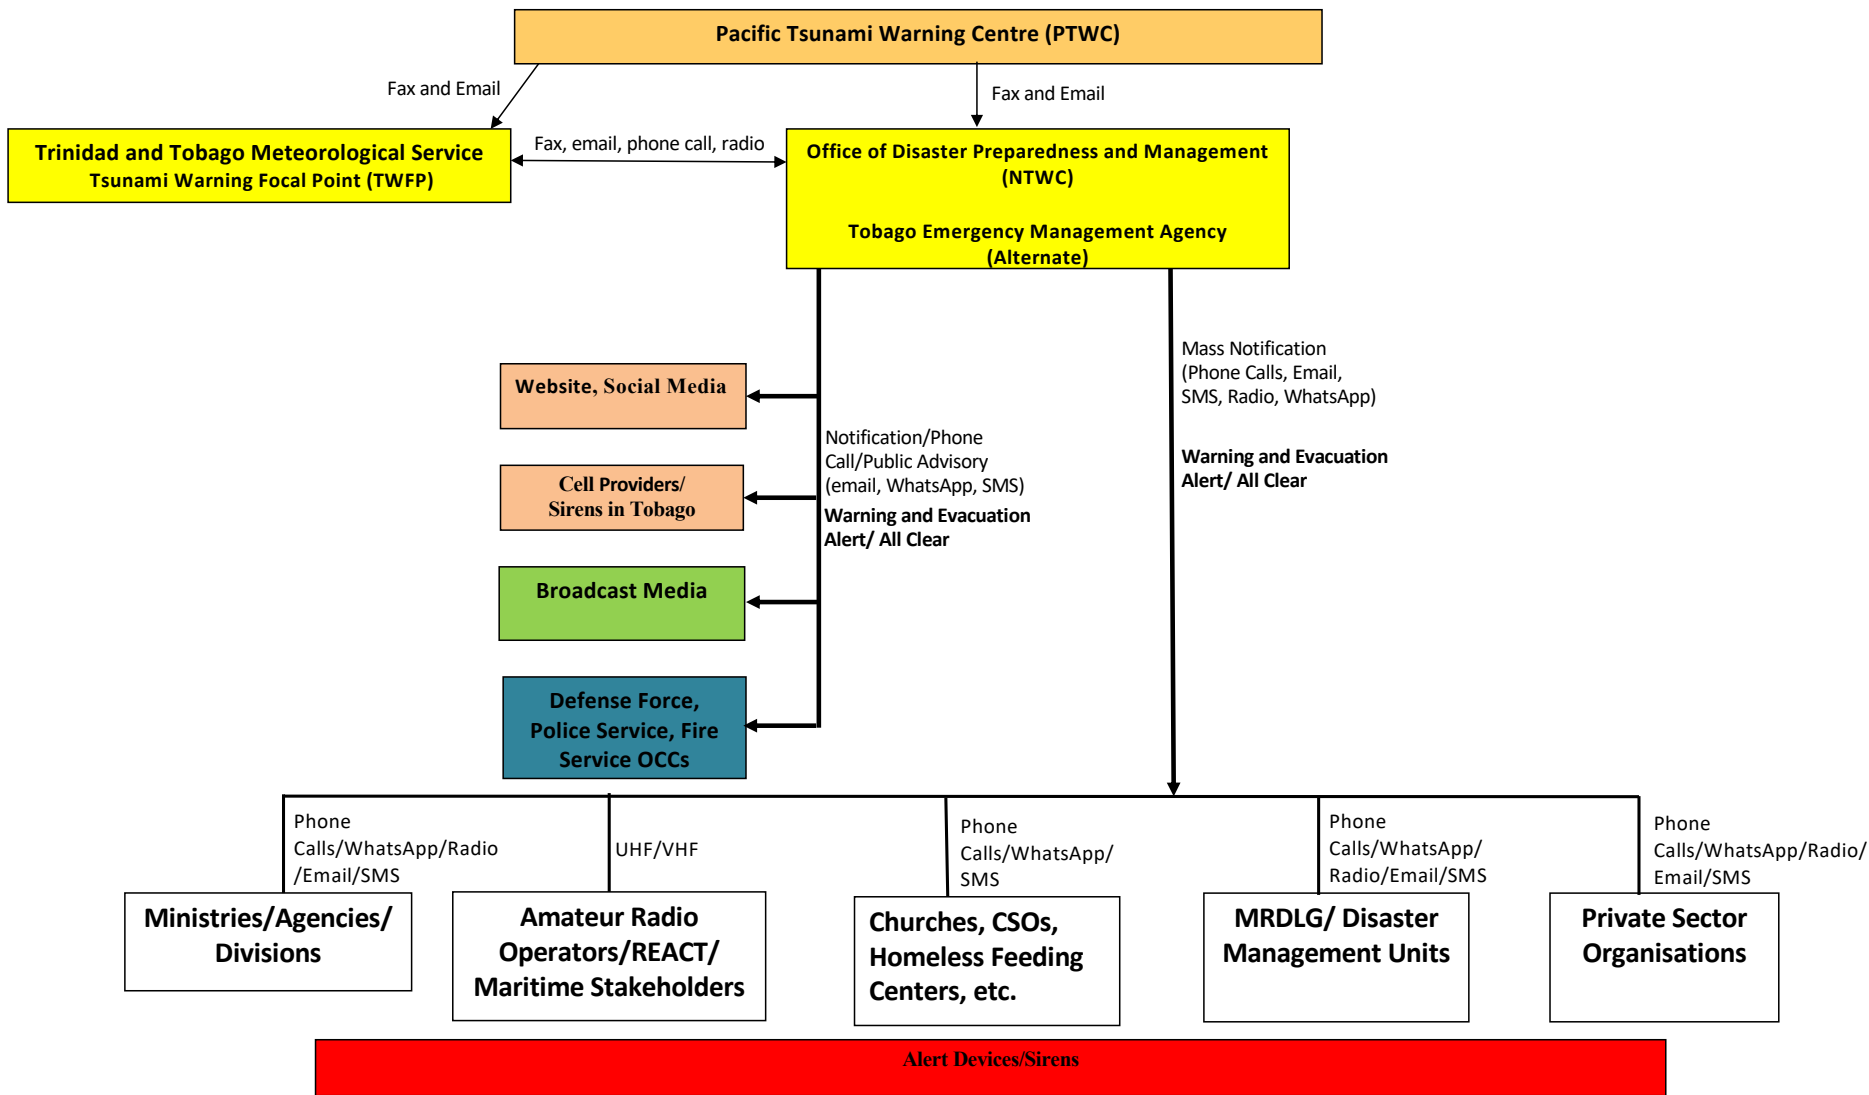 Pacific Tsunami Warning Centre (PTWC)
Fax and Email
Fax and Email
Trinidad and Tobago Meteorological Service
Tsunami Warning Focal Point (TWFP)
Fax, email, phone call, radio
Office of Disaster Preparedness and Management
(NTWC)
Tobago Emergency Management Agency
(Alternate)
Mass Notification
(Phone Calls, Email,
SMS, Radio, WhatsApp)
Warning and Evacuation
Alert/ All Clear
Website, Social Media
Notification/Phone
Call/Public Advisory
(email, WhatsApp, SMS)
Warning and Evacuation
Alert/ All Clear
Cell Providers/
Sirens in Tobago
Broadcast Media
Defense Force,
Police Service, Fire
Service OCCs
Phone
Calls/WhatsApp/Radio
/Email/SMS
UHF/VHF
Phone
Calls/WhatsApp/
SMS
Phone
Calls/WhatsApp/
Radio/Email/SMS
Phone
Calls/WhatsApp/Radio/
Email/SMS
Ministries/Agencies/
Divisions
Amateur Radio
Operators/REACT/
Maritime Stakeholders
Churches, CSOs,
Homeless Feeding
Centers, etc.
MRDLG/ Disaster
Management Units
Private Sector
Organisations
Alert Devices/Sirens